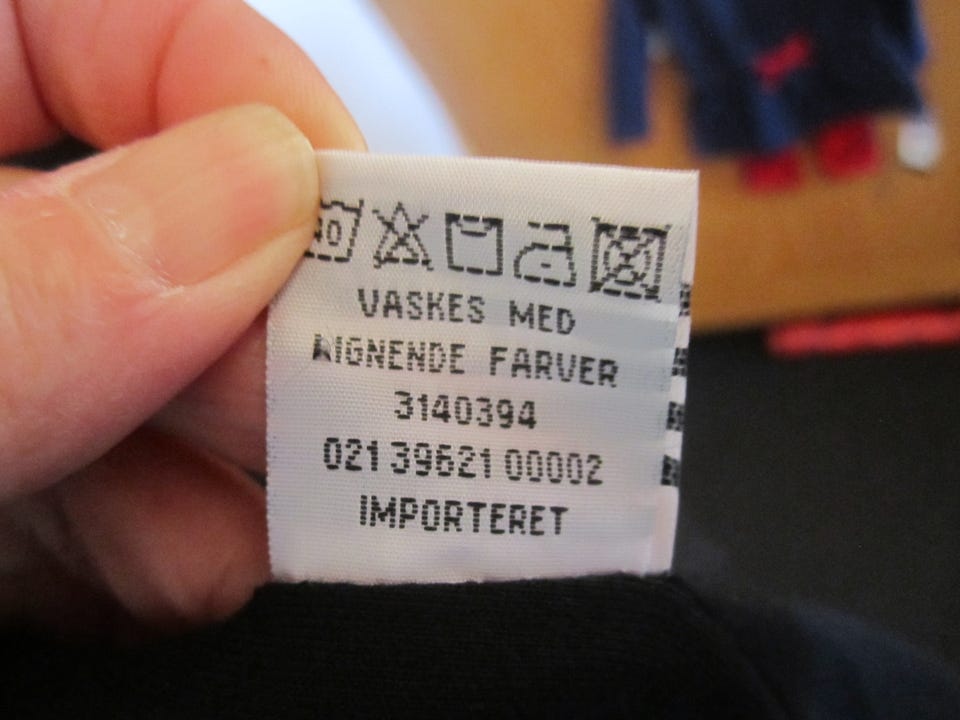 VASKES MED
LIGNENDE FARVER
3140394
021 39621 00002
IMPORTERET